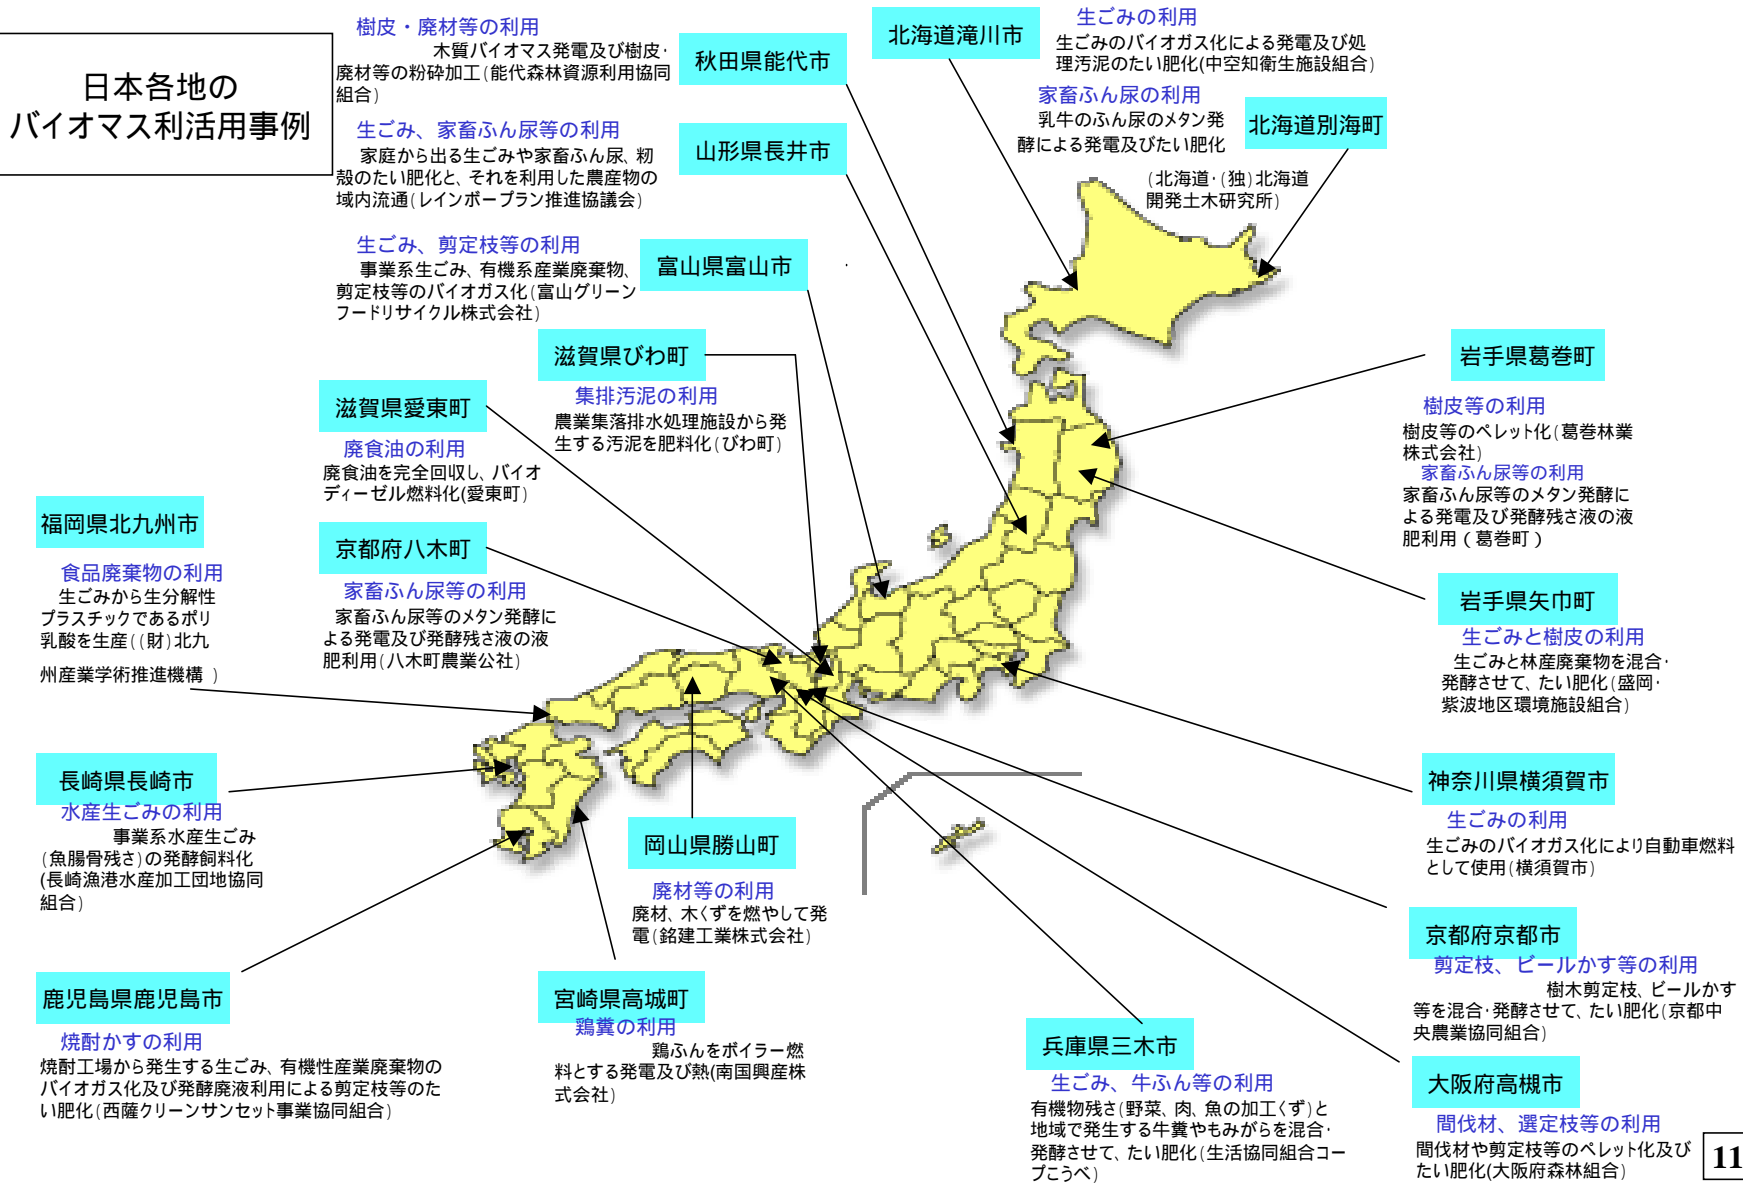 日本各地の
バイオマス利活用事例
樹皮・廃材等の利用
木質バイオマス発電及び樹皮・
廃材等の粉砕加工(能代森林資源利用協同
組合)
秋田県能代市
生ごみ、家畜ふん尿等の利用
家庭から出る生ごみや家畜ふん尿、籾
殻のたい肥化と、それを利用した農産物の
域内流通(レインボープラン推進協議会)
山形県長井市
生ごみ、剪定枝等の利用
事業系生ごみ、有機系産業廃棄物、
剪定枝等のバイオガス化(富山グリーン
フードリサイクル株式会社)
富山県富山市
北海道滝川市
生ごみの利用
生ごみのバイオガス化による発電及び処
理汚泥のたい肥化(中空知衛生施設組合)
家畜ふん尿の利用
乳牛のふん尿のメタン発
酵による発電及びたい肥化
(北海道・(独)北海道
開発土木研究所)
北海道別海町
滋賀県びわ町
集排汚泥の利用
農業集落排水処理施設から発
生する汚泥を肥料化(びわ町)
滋賀県愛東町
廃食油の利用
廃食油を完全回収し、バイオ
ディーゼル燃料化(愛東町)
京都府八木町
家畜ふん尿等の利用
家畜ふん尿等のメタン発酵に
よる発電及び発酵残さ液の液
肥利用(八木町農業公社)
福岡県北九州市
食品廃棄物の利用
生ごみから生分解性
プラスチックであるポリ
乳酸を生産((財)北九
州産業学術推進機構 )
長崎県長崎市
水産生ごみの利用
事業系水産生ごみ
(魚腸骨残さ)の発酵飼料化
(長崎漁港水産加工団地協同
組合)
鹿児島県鹿児島市
焼酎かすの利用
焼酎工場から発生する生ごみ、有機性産業廃棄物の
バイオガス化及び発酵廃液利用による剪定枝等のた
い肥化(西薩クリーンサンセット事業協同組合)
岡山県勝山町
廃材等の利用
廃材、木くずを燃やして発
電(銘建工業株式会社)
宮崎県高城町
鶏糞の利用
鶏ふんをボイラー燃
料とする発電及び熱(南国興産株
式会社)
岩手県葛巻町
樹皮等の利用
樹皮等のペレット化(葛巻林業
株式会社)
家畜ふん尿等の利用
家畜ふん尿等のメタン発酵に
よる発電及び発酵残さ液の液
肥利用(葛巻町)
岩手県矢巾町
生ごみと樹皮の利用
生ごみと林産廃棄物を混合・
発酵させて、たい肥化(盛岡・
紫波地区環境施設組合)
神奈川県横須賀市
生ごみの利用
生ごみのバイオガス化により自動車燃料
として使用(横須賀市)
京都府京都市
剪定枝、ビールかす等の利用
樹木剪定枝、ビールかす
等を混合・発酵させて、たい肥化(京都中
央農業協同組合)
兵庫県三木市
生ごみ、牛ふん等の利用
有機物残さ(野菜、肉、魚の加工くず)と
地域で発生する牛糞やもみがらを混合・
発酵させて、たい肥化(生活協同組合コー
プこうべ)
大阪府高槻市
間伐材、選定枝等の利用
間伐材や剪定枝等のペレット化及び
たい肥化(大阪府森林組合)
11